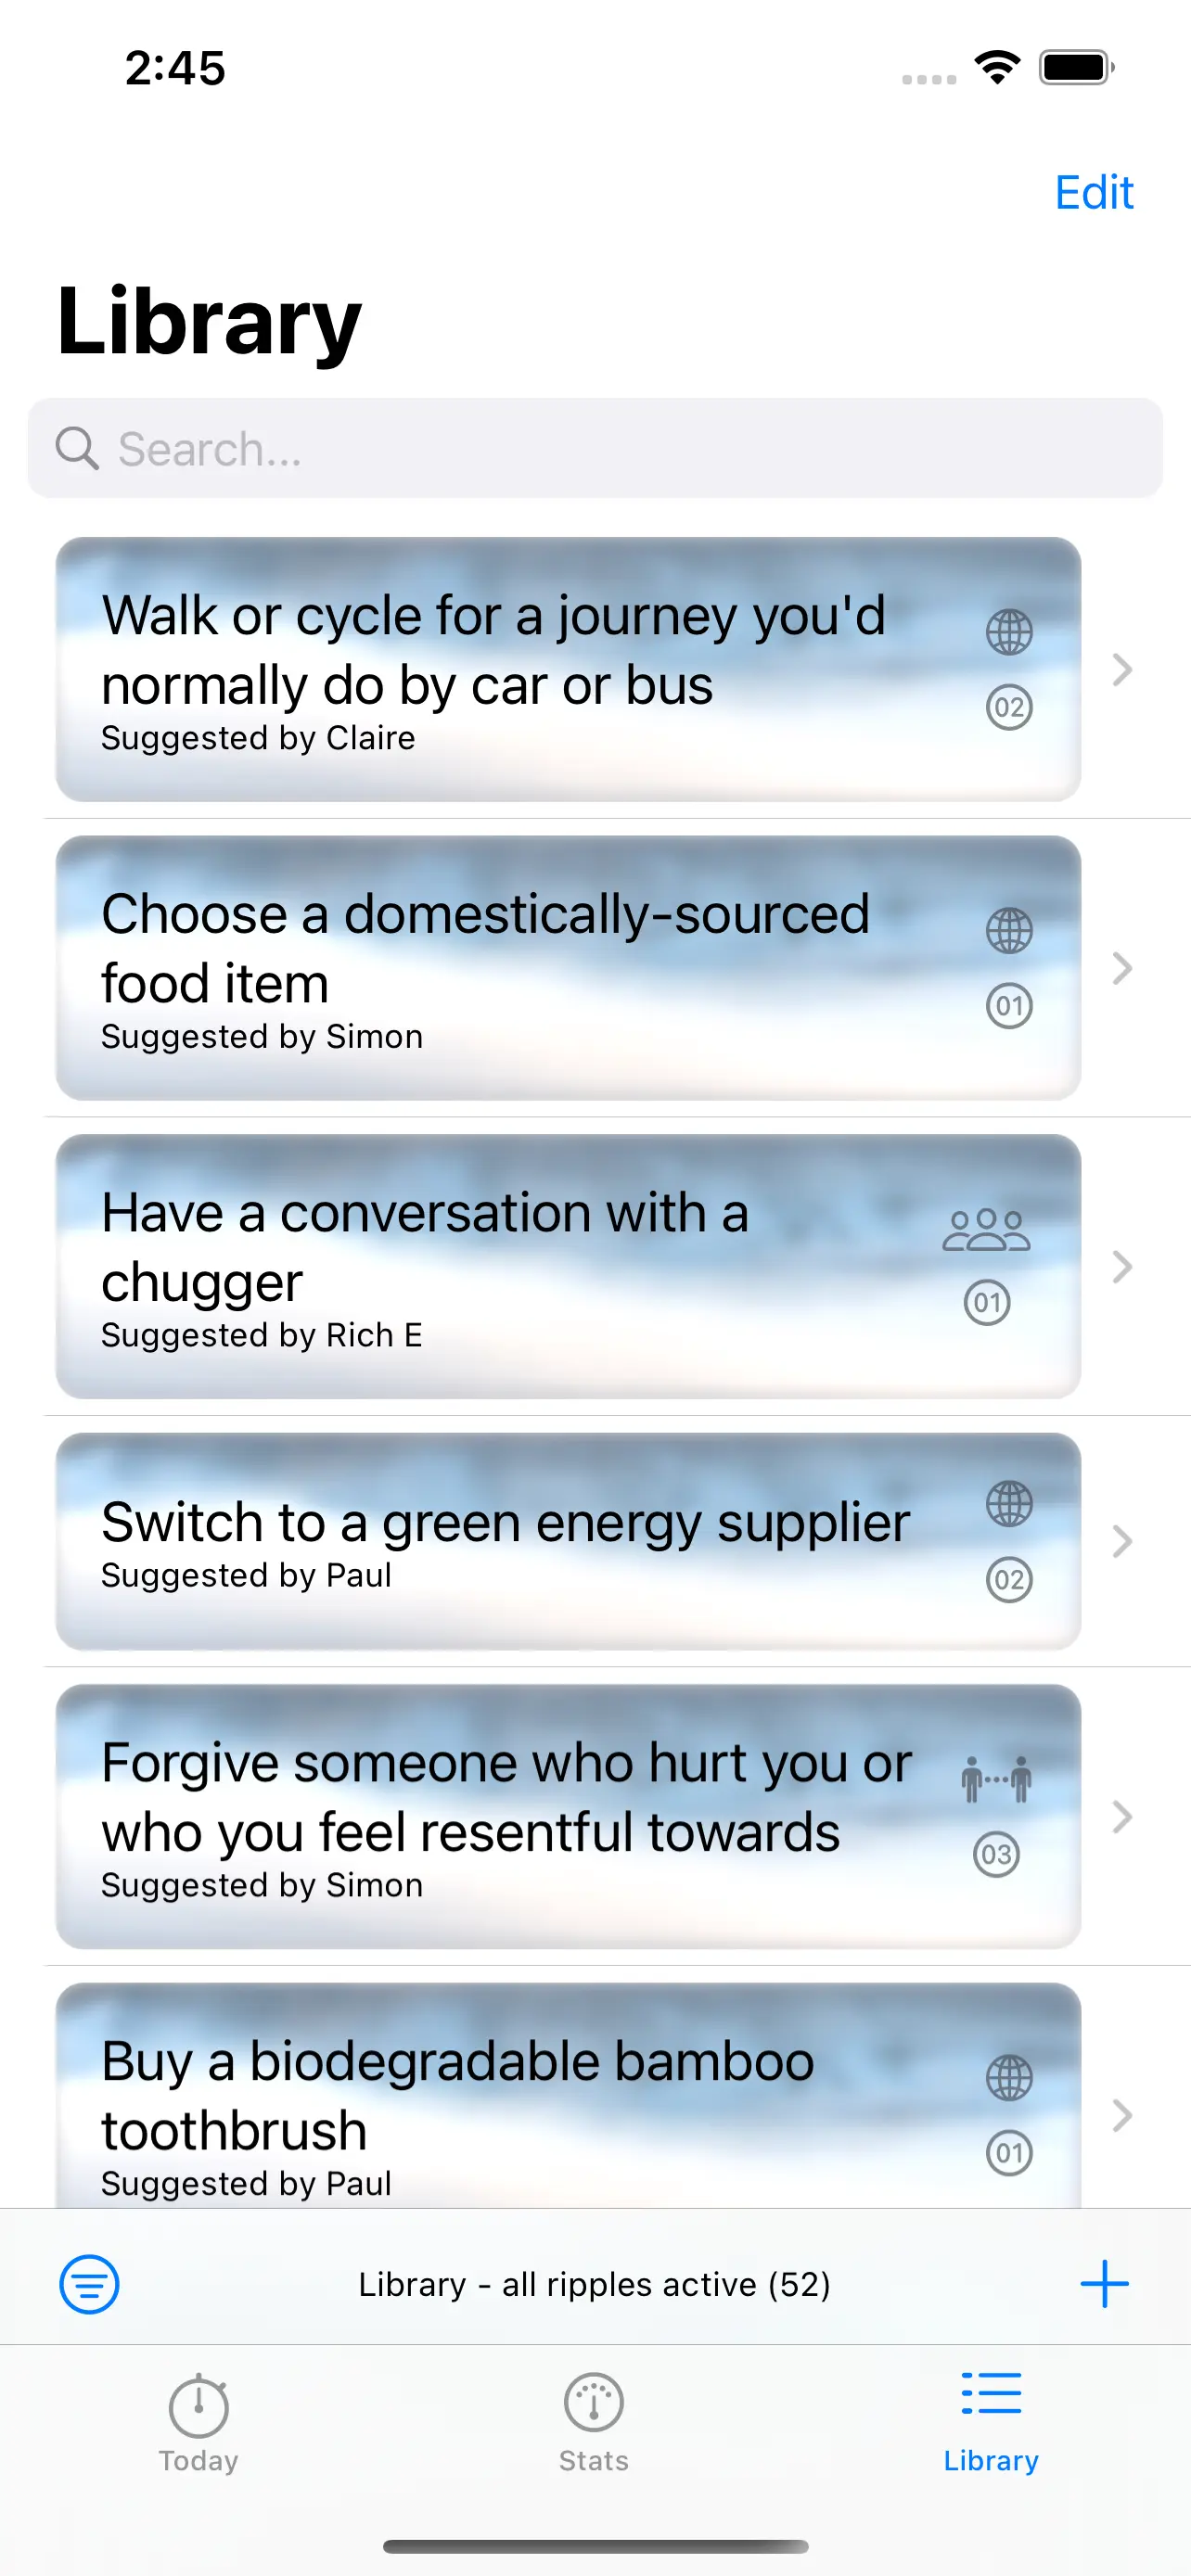 2:45
Edit
Library
Search...
Walk or cycle for a journey you'd
normally do by car or bus
Suggested by Claire
02
Choose a domestically-sourced
food item
Suggested by Simon
01
Have a conversation with a
chugger
Suggested by Rich E
01
Switch to a green energy supplier
Suggested by Paul
02
Forgive someone who hurt you or
who you feel resentful towards
Suggested by Simon
03
Buy a biodegradable bamboo
toothbrush
Suggested by Paul
01
Library - all ripples active (52)
Today
Stats
Library